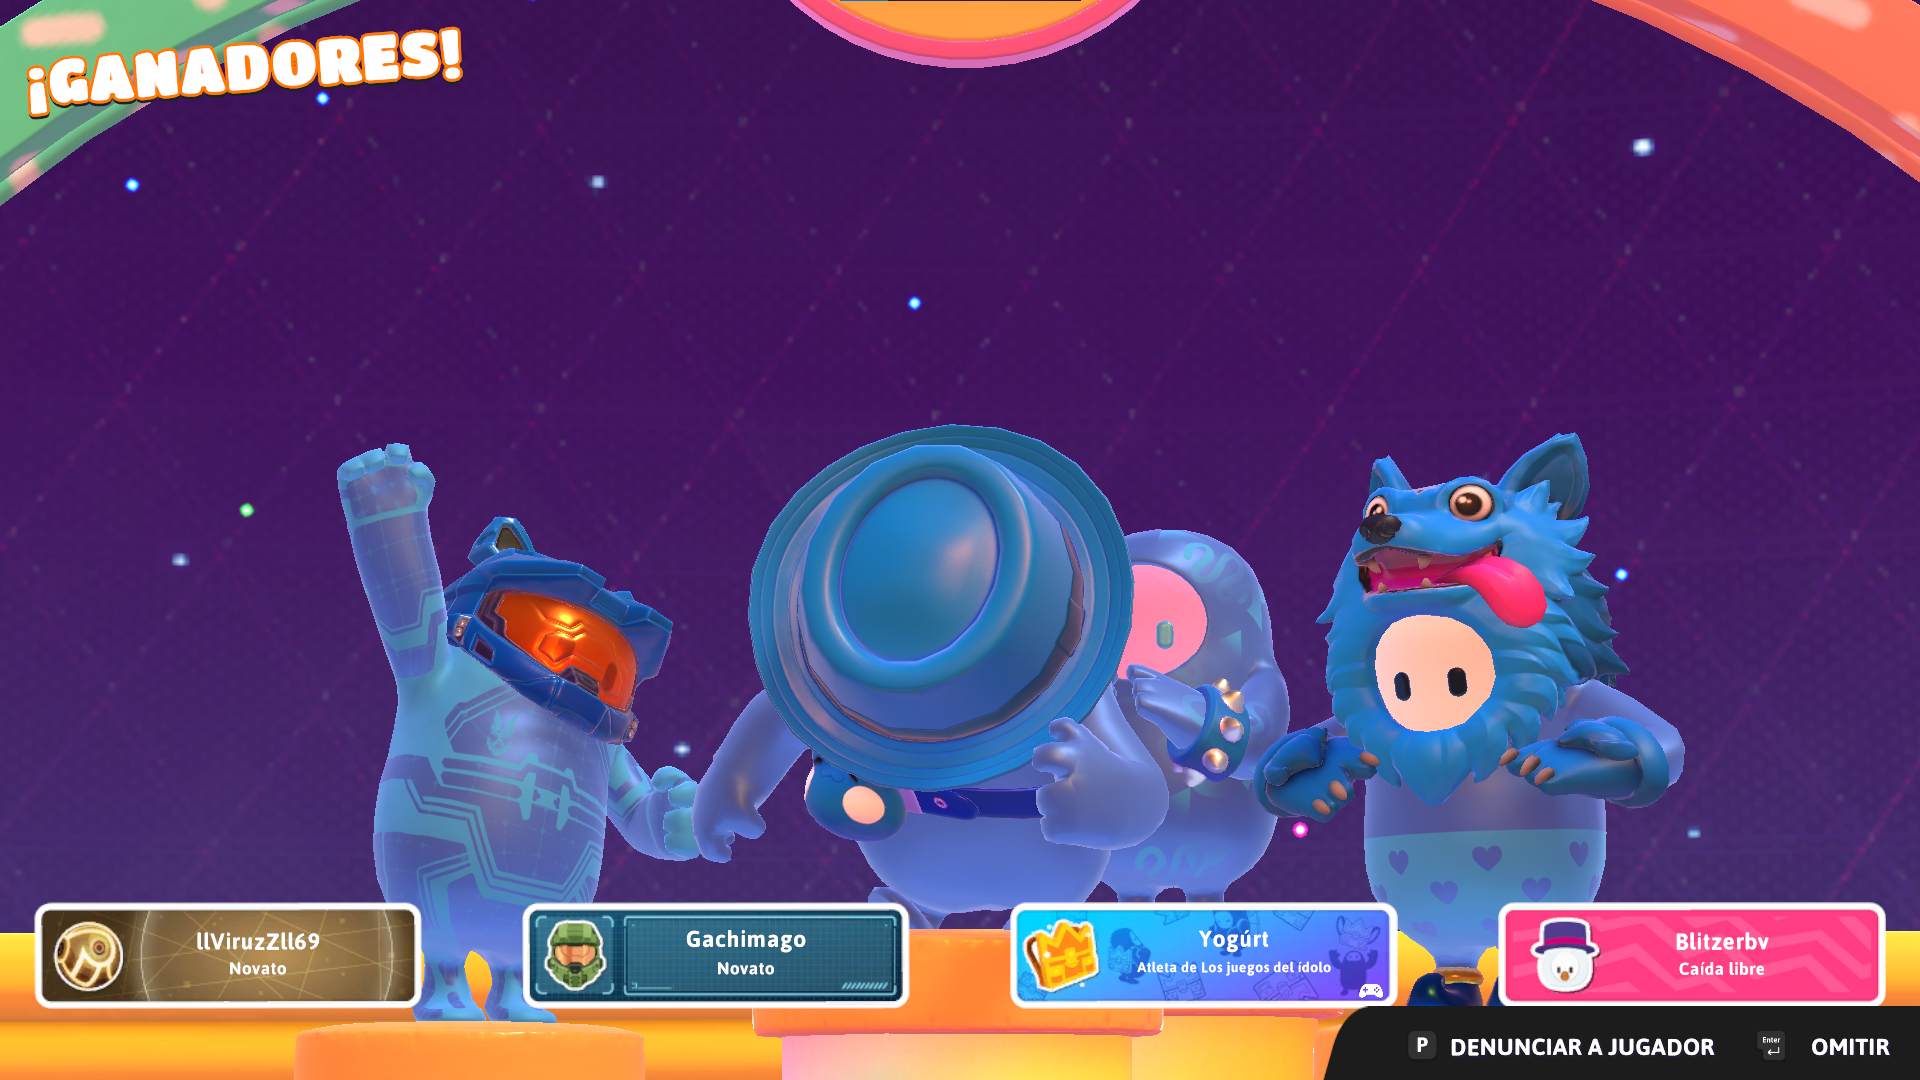 ¡GANADORES!
llViruzZll69
Novato
Gachimago
Novato
Yogúrt
Atleta de Los juegos del ídolo
Blitzerbv
Caída libre
P DENUNCIAR A JUGADOR
Enter OMITIR